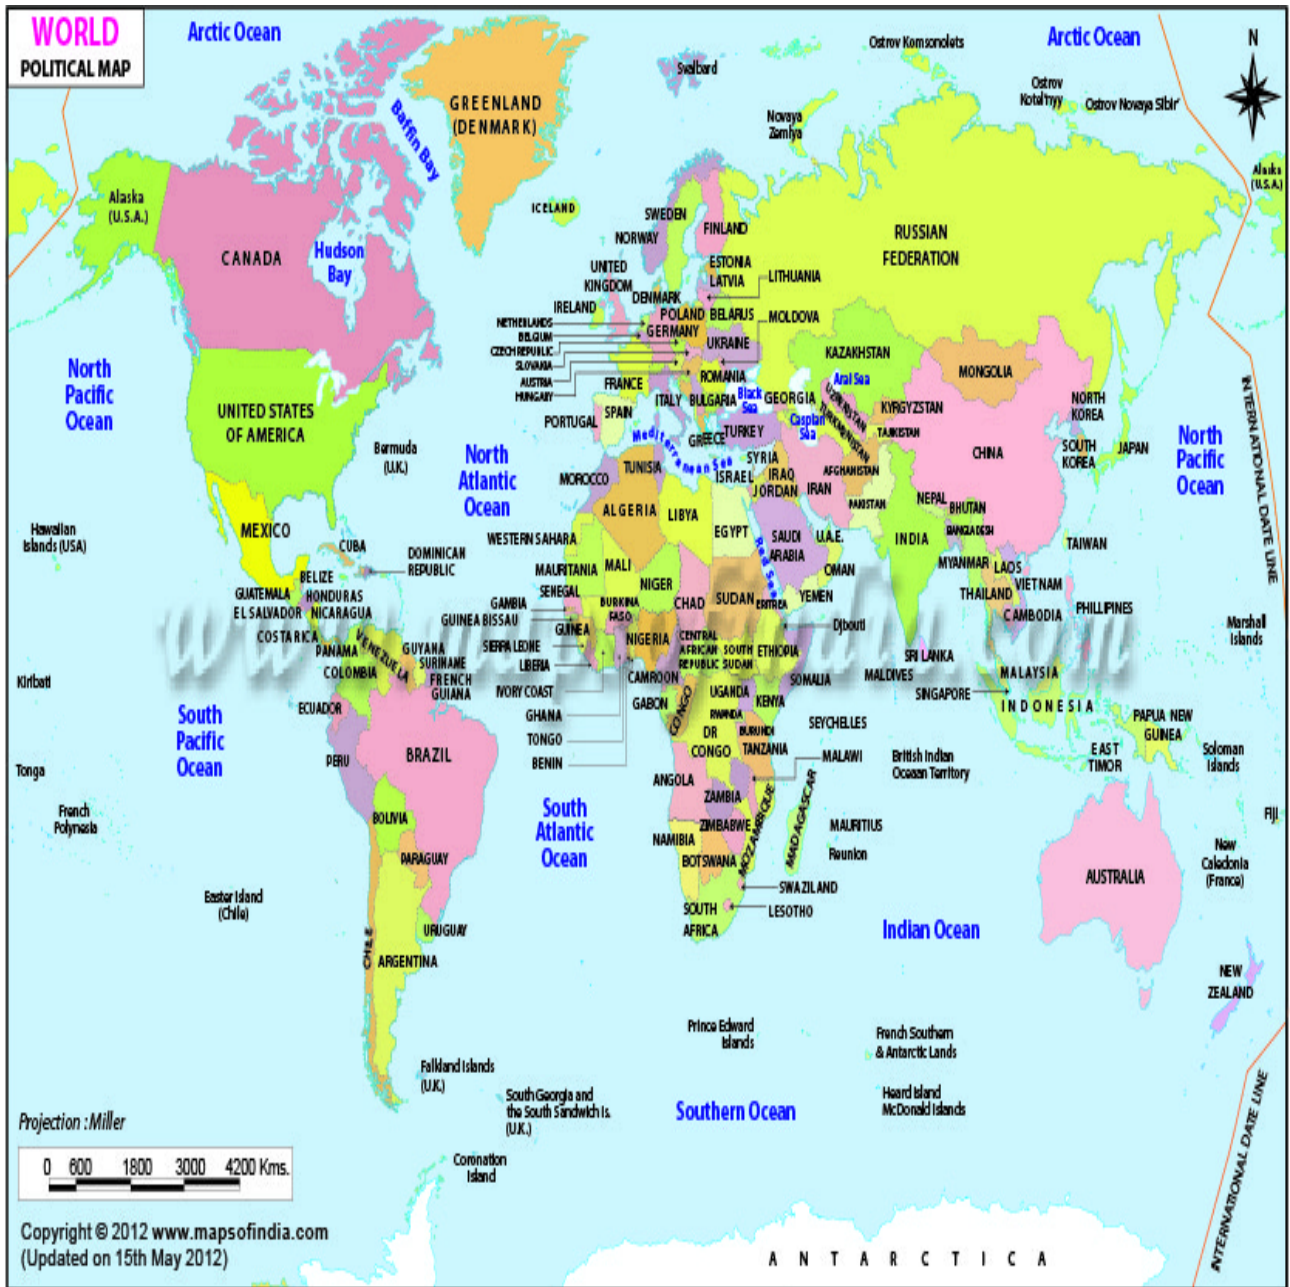 WORLD
POLITICAL MAP
Arctic Ocean
Arctic Ocean
N
Ostrov Komsonolets
Svalbard
Ostrov
Kotel'nyy
Ostrov Novaya Sibir'
Novaya
Zemlya
GREENLAND
(DENMARK)
Baffin Bay
Alaska
(U.S.A.)
Alaska
(U.S.A.)
ICELAND
SWEDEN
NORWAY
FINLAND
RUSSIAN
FEDERATION
CANADA
Hudson
Bay
UNITED
KINGDOM
ESTONIA
LATVIA
LITHUANIA
DENMARK
IRELAND
POLAND
BELARUS
MOLDOVA
NETHERLANDS
GERMANY
BELGIUM
UKRAINE
CZECH REPUBLIC
SLOVAKIA
AUSTRIA
HUNGARY
FRANCE
ROMANIA
KAZAKHSTAN
MONGOLIA
Aral Sea
North
Pacific
Ocean
UNITED STATES
OF AMERICA
ITALY
BULGARIA
Black
Sea
GEORGIA
Caspian
Sea
UZBKISTAN
TURKMENISTAN
KYRGYZSTAN
TAJIKISTAN
NORTH
KOREA
SOUTH
KOREA
JAPAN
PORTUGAL
SPAIN
GREECE
TURKEY
Mediterranean Sea
CHINA
North
Pacific
Ocean
INTERNATIONAL DATE LINE
Bermuda
(U.K.)
North
Atlantic
Ocean
MOROCCO
TUNISIA
SYRIA
ISRAEL
IRAQ
JORDAN
IRAN
AFGHANISTAN
PAKISTAN
NEPAL
BHUTAN
BANGLADESH
ALGERIA
LIBYA
EGYPT
SAUDI
ARABIA
U.A.E.
OMAN
INDIA
MYANMAR
LAOS
TAIWAN
Hawaiian
Islands (USA)
MEXICO
CUBA
DOMINICAN
REPUBLIC
WESTERN SAHARA
MAURITANIA
MALI
NIGER
CHAD
SUDAN
Red Sea
ERITREA
YEMEN
THAILAND
VIETNAM
CAMBODIA
PHILLIPINES
BELIZE
GUATEMALA
HONDURAS
EL SALVADOR
NICARAGUA
COSTARICA
PANAMA
VENEZUELA
GUYANA
SURINAME
FRENCH
GUIANA
COLOMBIA
ECUADOR
SENEGAL
GAMBIA
GUINEA BISSAU
GUINEA
SIERRA LEONE
LIBERIA
IVORY COAST
GHANA
TONGO
BENIN
BURKINA
FASO
NIGERIA
CAMROON
CENTRAL
AFRICAN
REPUBLIC
SOUTH
SUDAN
ETHIOPIA
Djbouti
SOMALIA
MALDIVES
SRI LANKA
SINGAPORE
MALAYSIA
INDONESIA
Marshall
Islands
Kiribati
South
Pacific
Ocean
PERU
BRAZIL
GABON
CONGO
UGANDA
RWANDA
KENYA
DR
CONGO
BURUNDI
TANZANIA
SEYCHELLES
MALAWI
British Indian
Oceaan Territory
EAST
TIMOR
PAPUA NEW
GUINEA
Soloman
Islands
Tonga
French
Polynesia
BOLIVIA
South
Atlantic
Ocean
ANGOLA
ZAMBIA
ZIMBABWE
MOZAMBIQUE
MADAGASCAR
MAURITIUS
Reunion
Fiji
New
Caledonia
(France)
Easter Island
(Chile)
PARAGUAY
NAMIBIA
BOTSWANA
SWAZILAND
LESOTHO
SOUTH
AFRICA
AUSTRALIA
Indian Ocean
URUGUAY
CHILE
ARGENTINA
NEW
ZEALAND
Prince Edward
Islands
French Southern
& Antarctic Lands
Heard Island
McDonald Islands
Falkland Islands
(U.K.)
South Georgia and
the South Sandwich Is.
(U.K.)
Southern Ocean
INTERNATIONAL DATE LINE
Coronation
Island
ANTARCTICA
Projection : Miller
0 600 1800 3000 4200 Kms.
Copyright © 2012 www.mapsofindia.com
(Updated on 15th May 2012)